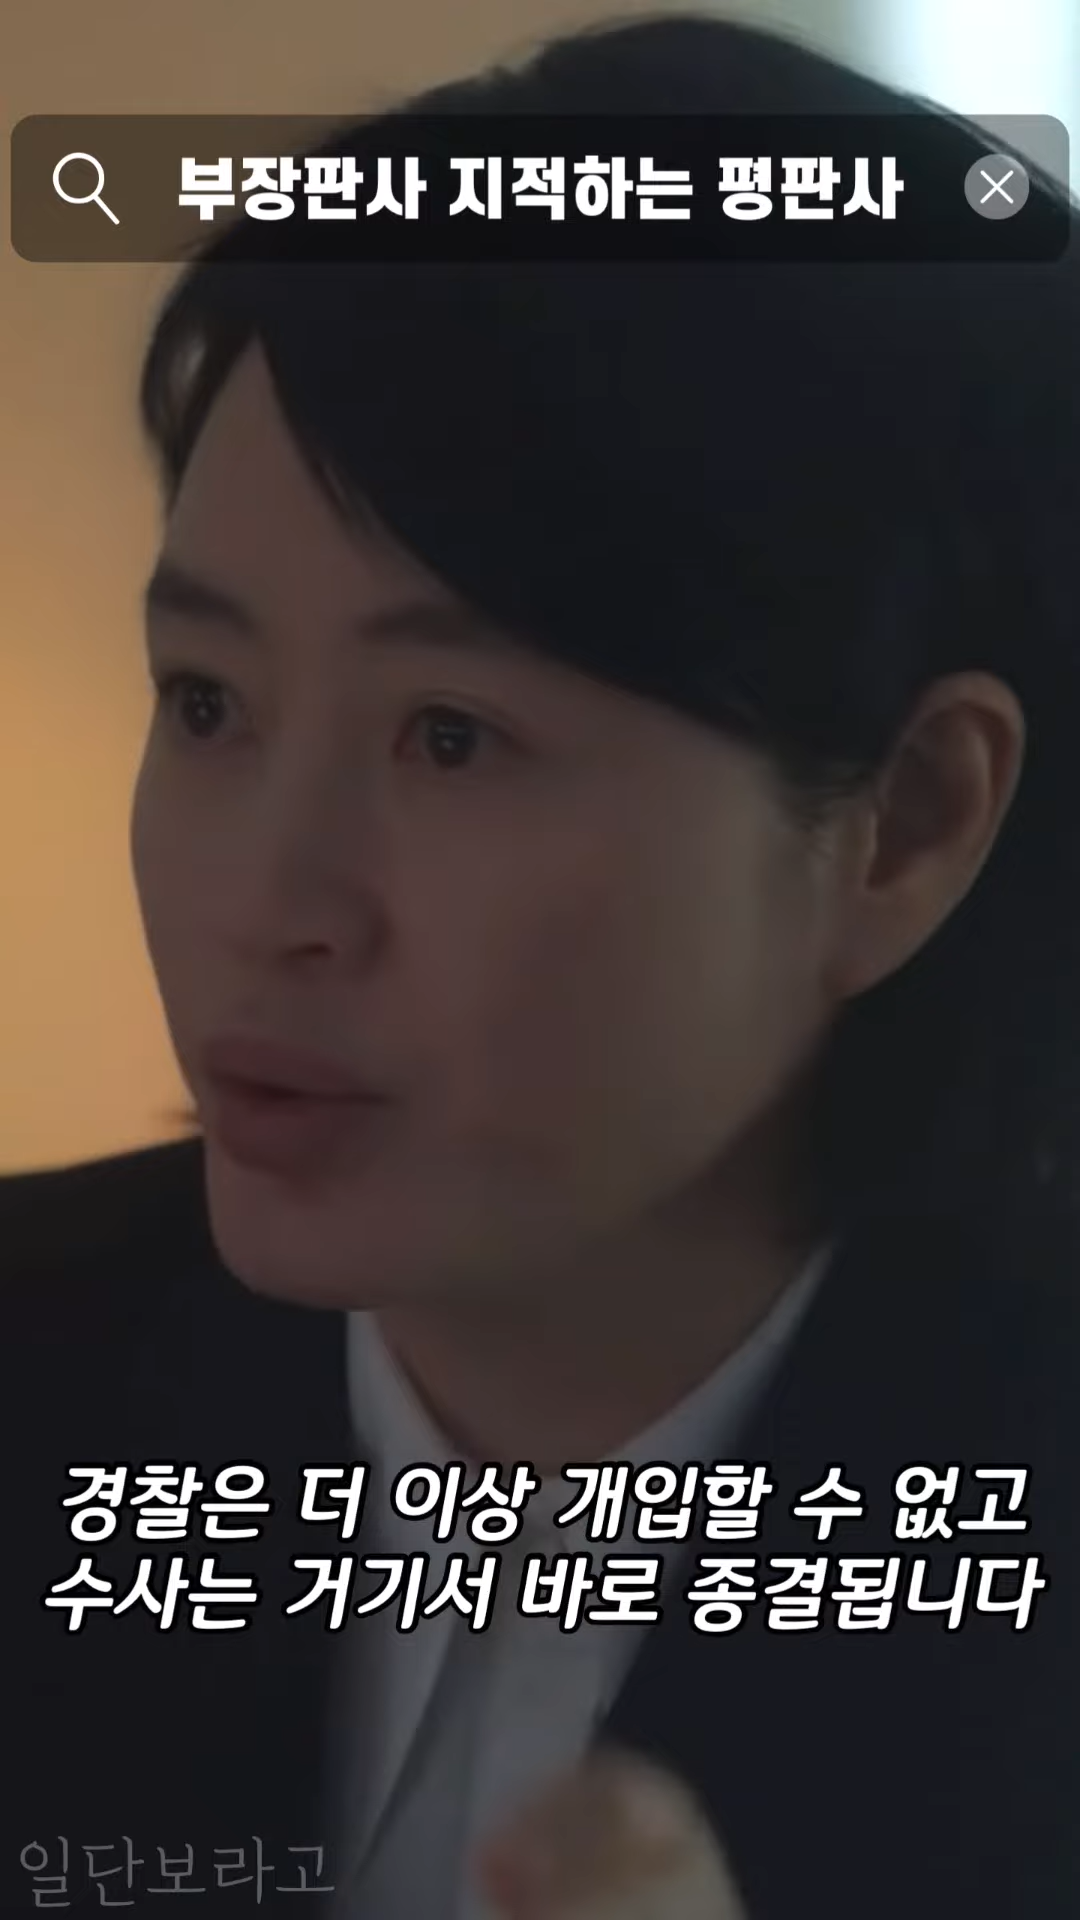 부장판사 지적하는 평판사
경찰은 더 이상 개입할 수 없고
수사는 거기서 바로 종결됩니다
일단보라고